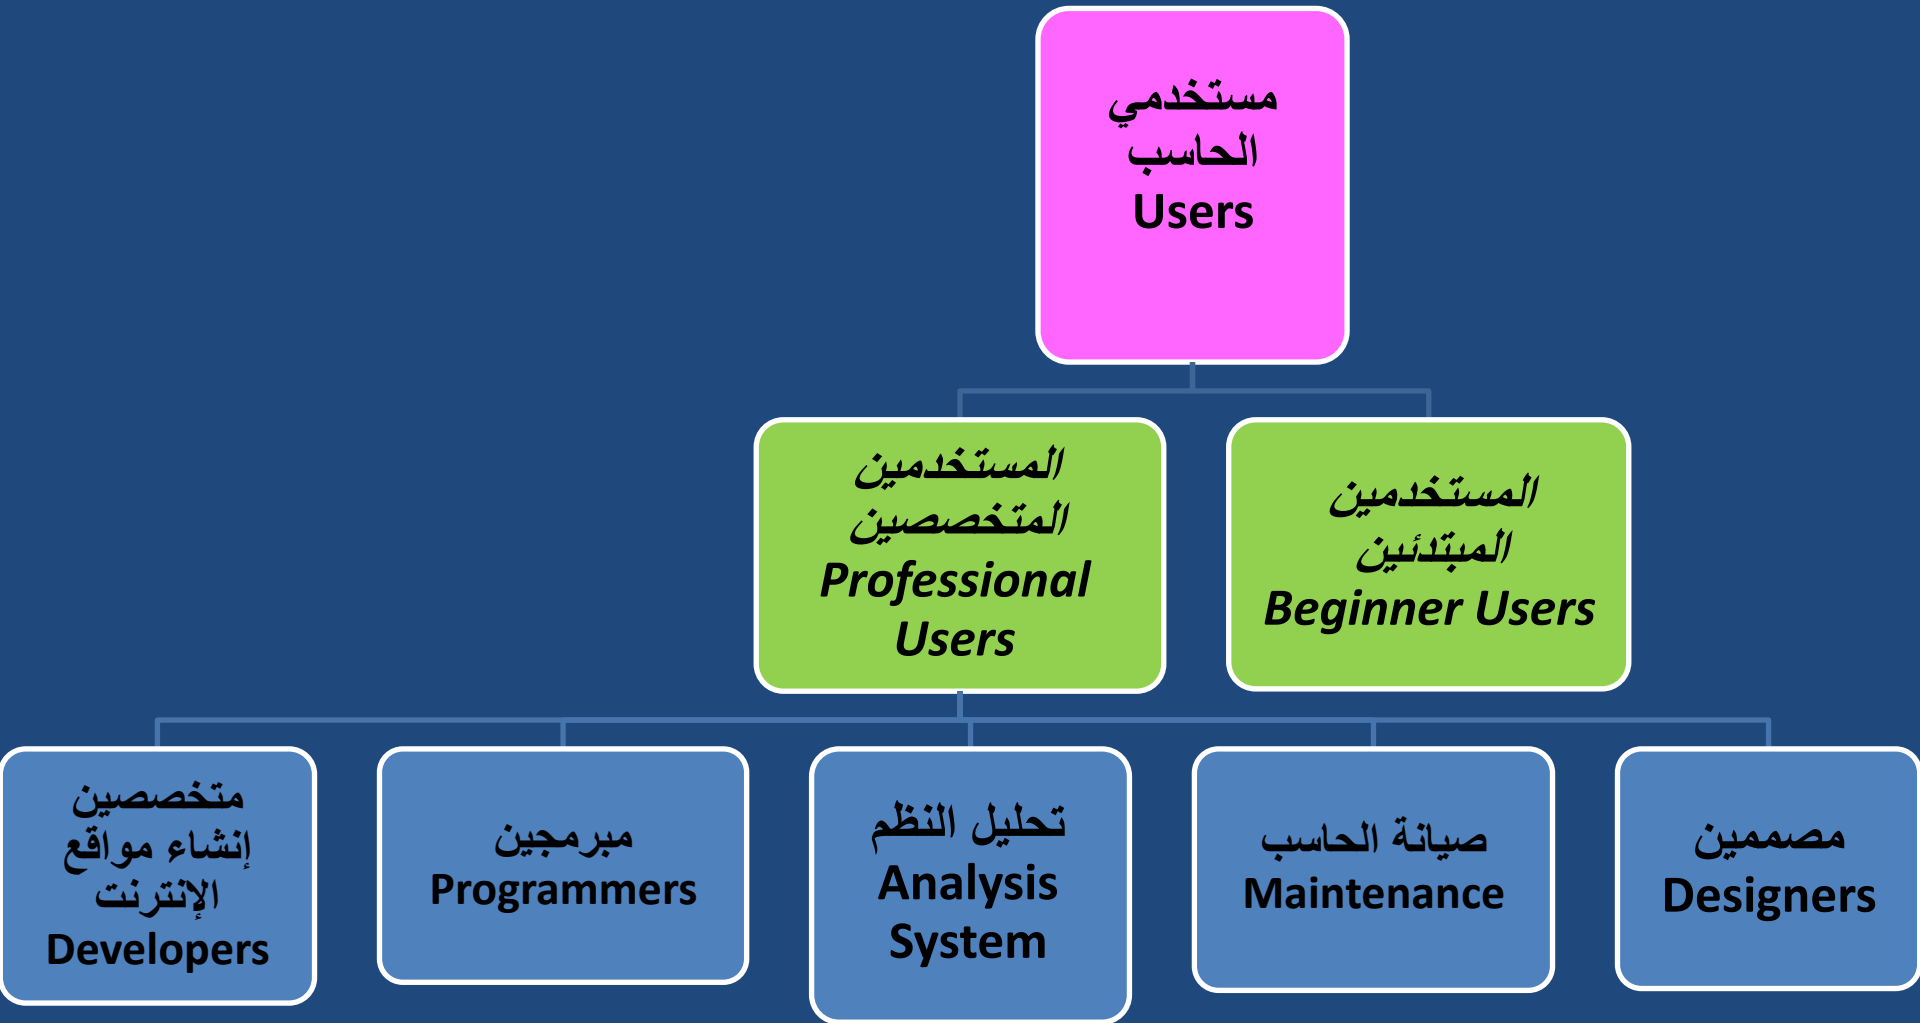 مستخدمي
الحاسب
Users
المستخدمين
المبتدئين
Beginner Users
المستخدمين
المتخصصين
Professional
Users
مصممين
Designers
صيانة الحاسب
Maintenance
تحليل النظم
Analysis
System
مبرمجين
Programmers
متخصصين
إنشاء مواقع
الإنترنت
Developers